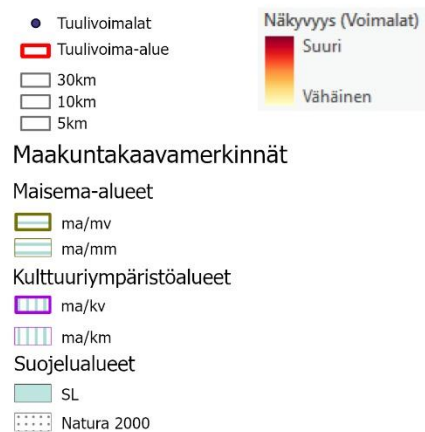 Tuulivoimalat
Tuulivoima-alue
30km
10km
5km
Maakuntakaavamerkinnät
Maisema-alueet
ma/mv
ma/mm
Kulttuuriympäristöalueet
ma/kv
ma/km
Suojelualueet
SL
Natura 2000
Näkyvyys (Voimalat)
Suuri
Vähäinen